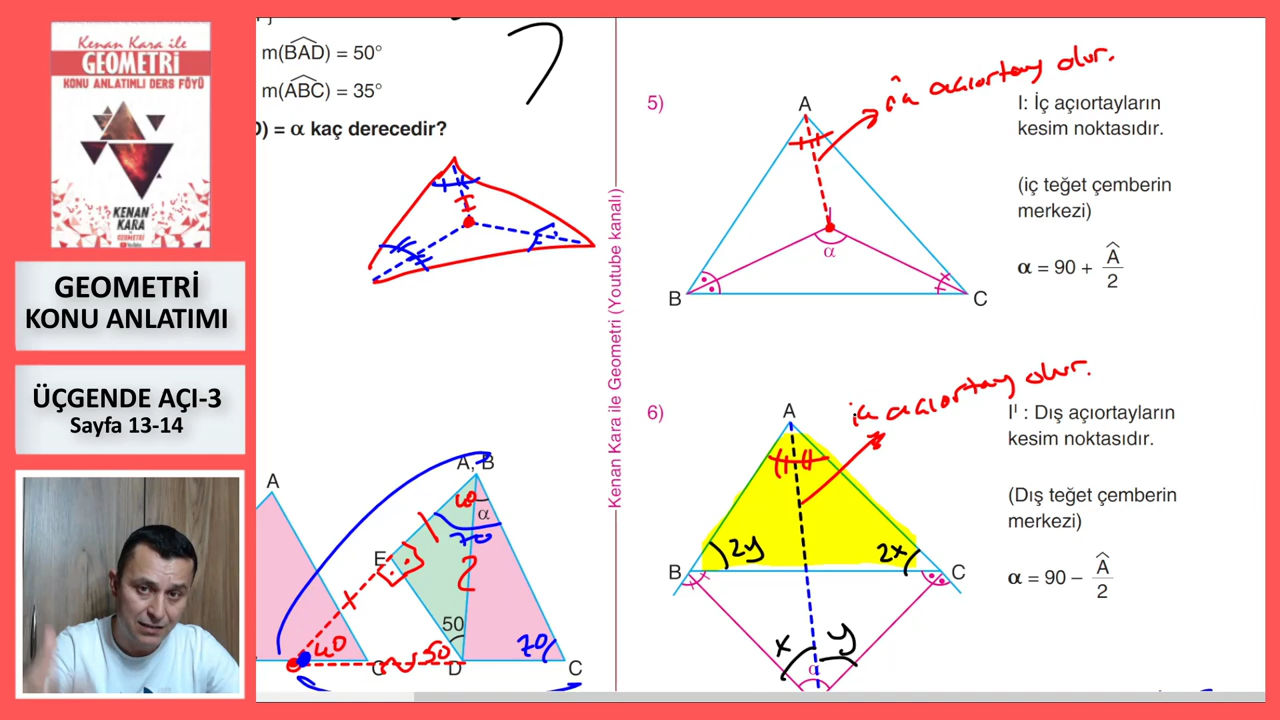 Kenan Kara ile
GEOMETRİ
KONU ANLATIMLI DERS FÖYÜ
KENAN
KARA
GEOMETRİ KONU ANLATIMI
ÜÇGENDE AÇI-3
Sayfa 13-14
m(BAD) = 50°
m(ABC) = 35°
D) = α kaç derecedir?
A
A, B
E
40
α
70
50
40
50
70
C
D
C
Kenan Kara ile Geometri (Youtube kanalı)
5)
A
iç açıortay olur.
I
α
B
C
I: İç açıortayların
kesim noktasıdır.
(iç teğet çemberin
merkezi)
α = 90 + Â/2
6)
A
iç açıortay olur.
2y
2x
B
C
x
y
α
Iᴵ : Dış açıortayların
kesim noktasıdır.
(Dış teğet çemberin
merkezi)
α = 90 − Â/2